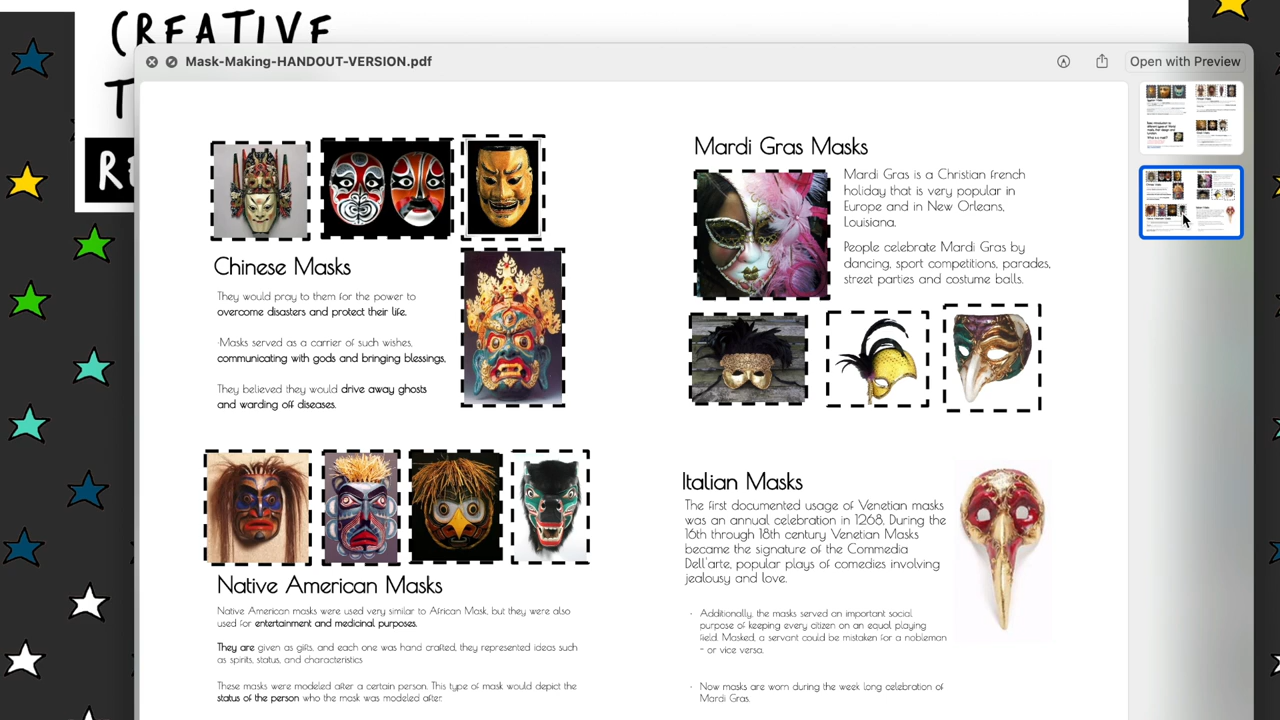 CREATIVE
Mask-Making-HANDOUT-VERSION.pdf
Open with Preview
Chinese Masks
They would pray to them for the power to
overcome disasters and protect their life.
·Masks served as a carrier of such wishes,
communicating with gods and bringing blessings,
They believed they would drive away ghosts
and warding off diseases.
Native American Masks
Native American masks were used very similar to African Mask, but they were also
used for entertainment and medicinal purposes.
They are given as gifts, and each one was hand crafted, they represented ideas such
as spirits, status, and characteristics
These masks were modeled after a certain person. This type of mask would depict the
status of the person who the mask was modeled after.
Mardi Gras Masks
Mardi Gras is a Christian french
holiday that is very popular in
Europe and in New Orleans,
Louisiana.
People celebrate Mardi Gras by
dancing, sport competitions, parades,
street parties and costume balls.
Italian Masks
The first documented usage of Venetian masks
was an annual celebration in 1268. During the
16th through 18th century Venetian Masks
became the signature of the Commedia
Dell'arte, popular plays of comedies involving
jealousy and love.
· Additionally, the masks served an important social
purpose of keeping every citizen on an equal playing
field. Masked, a servant could be mistaken for a nobleman
- or vice versa.
· Now masks are worn during the week long celebration of
Mardi Gras.